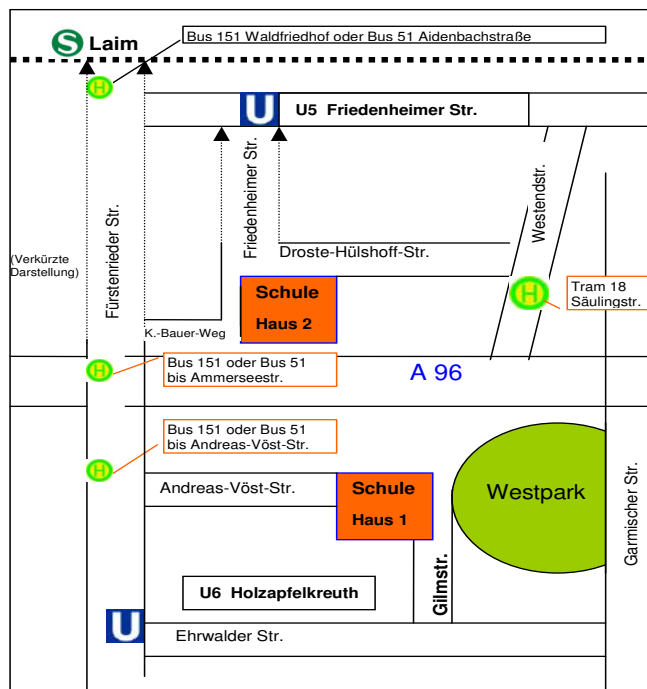 S Laim
Bus 151 Waldfriedhof oder Bus 51 Aidenbachstraße
H
U
U5 Friedenheimer Str.
Friedenheimer Str.
Westendstr.
Fürstenrieder Str.
(Verkürzte
Darstellung)
Droste-Hülshoff-Str.
Schule
Haus 2
H
Tram 18
Säulingstr.
K.-Bauer-Weg
H
Bus 151 oder Bus 51
bis Ammerseestr.
A 96
H
Bus 151 oder Bus 51
bis Andreas-Vöst-Str.
Andreas-Vöst-Str.
Schule
Haus 1
Westpark
Garmischer Str.
Gilmstr.
U6 Holzapfelkreuth
U
Ehrwalder Str.